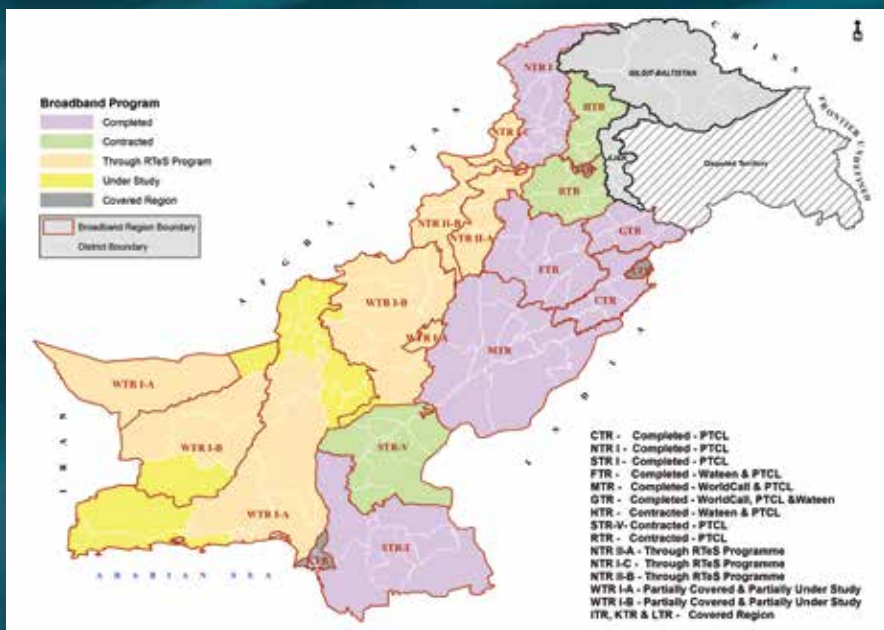 CHINA
GILGIT-BALTISTAN
NTR I
HTR
AJ&K
FRONTIER UNDEFINED
Disputed Territory
Broadband Program
Completed
Contracted
Through RTeS Program
Under Study
Covered Region
Broadband Region Boundary
District Boundary
AFGHANISTAN
RTR
NTR II-B
NTR II-A
GTR
FTR
CTR
WTR I-B
WTR I-A
MTR
WTR I-A
INDIA
IRAN
WTR I-B
STR-V
WTR I-A
STR-I
ARABIAN SEA
CTR - Completed - PTCL
NTR I - Completed - PTCL
STR I - Completed - PTCL
FTR - Completed - Wateen & PTCL
MTR - Completed - WorldCall & PTCL
GTR - Completed - WorldCall, PTCL &Wateen
HTR - Contracted - Wateen & PTCL
STR-V- Contracted - PTCL
RTR - Contracted - PTCL
NTR II-A - Through RTeS Programme
NTR I-C - Through RTeS Programme
NTR II-B - Through RTeS Programme
WTR I-A - Partially Covered & Partially Under Study
WTR I-B - Partially Covered & Partially Under Study
ITR, KTR & LTR - Covered Region